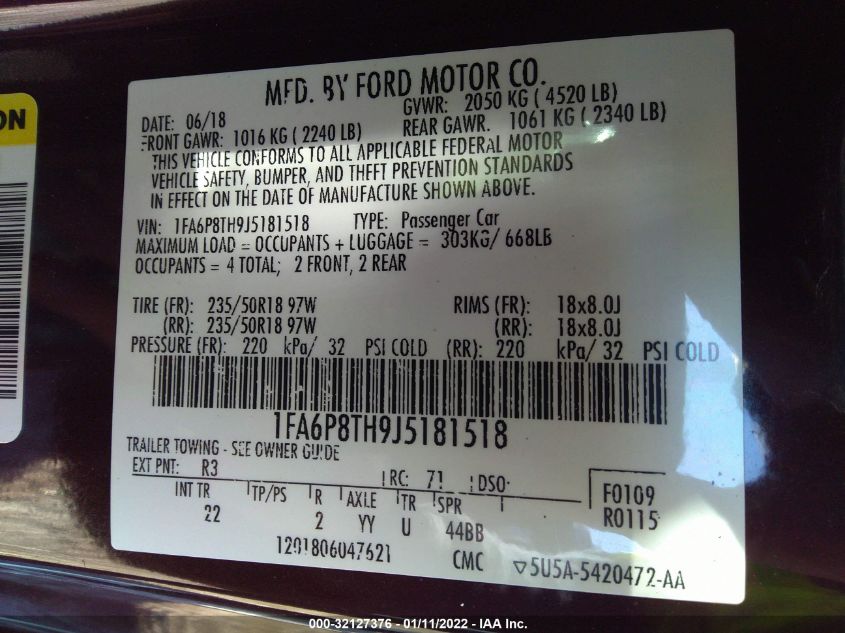 MFD. BY FORD MOTOR CO.
DATE: 06/18 GVWR: 2050 KG ( 4520 LB)
FRONT GAWR: 1016 KG ( 2240 LB) REAR GAWR: 1061 KG ( 2340 LB)
THIS VEHICLE CONFORMS TO ALL APPLICABLE FEDERAL MOTOR
VEHICLE SAFETY, BUMPER, AND THEFT PREVENTION STANDARDS
IN EFFECT ON THE DATE OF MANUFACTURE SHOWN ABOVE.
VIN: 1FA6P8TH9J5181518 TYPE: Passenger Car
MAXIMUM LOAD = OCCUPANTS + LUGGAGE = 303KG/ 668LB
OCCUPANTS = 4 TOTAL; 2 FRONT, 2 REAR
TIRE (FR): 235/50R18 97W RIMS (FR): 18x8.0J
(RR): 235/50R18 97W (RR): 18x8.0J
PRESSURE (FR): 220 kPa/ 32 PSI COLD (RR): 220 kPa/ 32 PSI COLD
1FA6P8TH9J5181518
TRAILER TOWING - SEE OWNER GUIDE
EXT PNT: R3 RC: 71 DSO:
INT TR TP/PS R AXLE TR SPR F0109
22 2 YY U 44BB R0115
1201806047621 CMC 5U5A-5420472-AA
ON
000-32127376 - 01/11/2022 - IAA Inc.